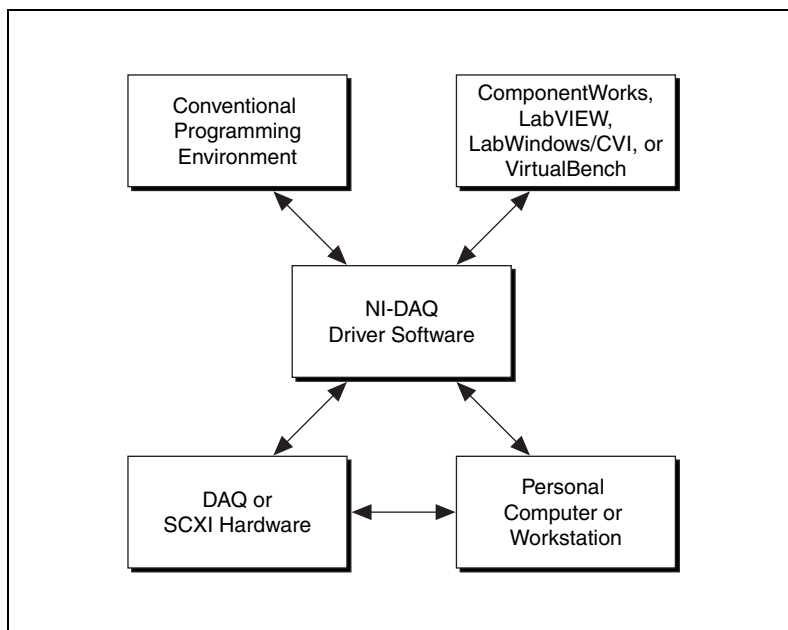 Conventional
Programming
Environment
ComponentWorks,
LabVIEW,
LabWindows/CVI, or
VirtualBench
NI-DAQ
Driver Software
DAQ or
SCXI Hardware
Personal
Computer or
Workstation